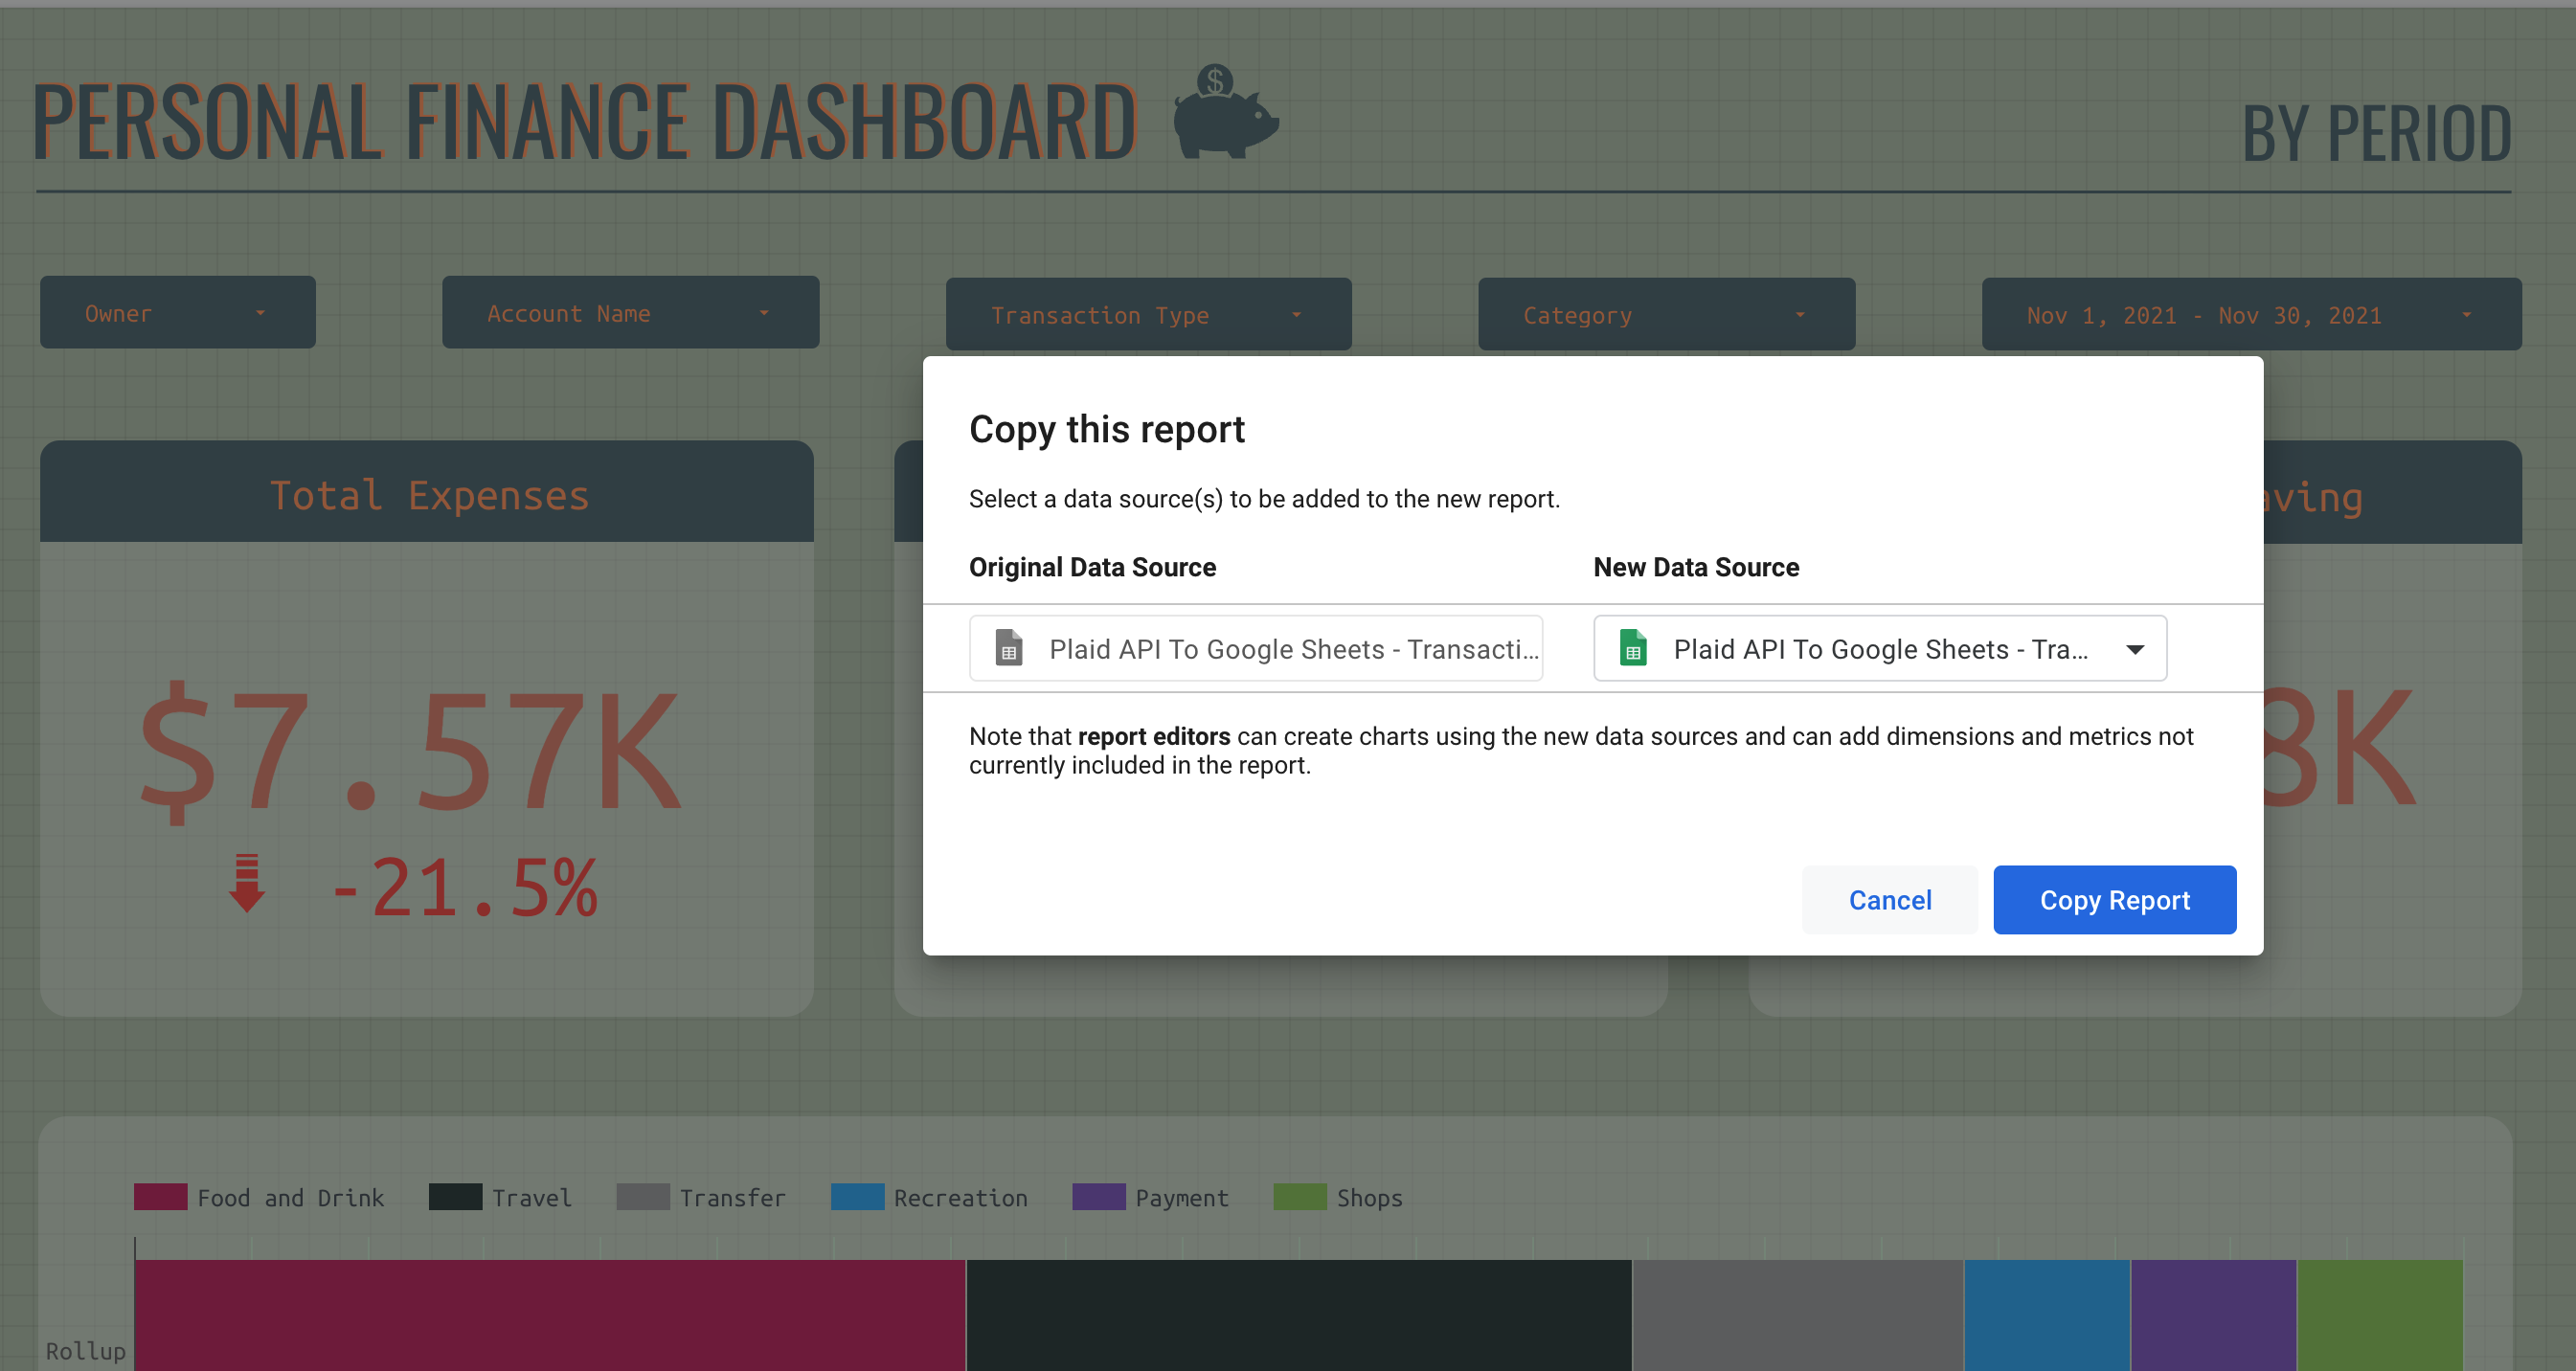 PERSONAL FINANCE DASHBOARD $
BY PERIOD
Owner
Account Name
Transaction Type
Category
Nov 1, 2021 - Nov 30, 2021
Copy this report
Select a data source(s) to be added to the new report.
Original Data Source
New Data Source
Plaid API To Google Sheets - Transacti...
Plaid API To Google Sheets - Tra...
Note that report editors can create charts using the new data sources and can add dimensions and metrics not
currently included in the report.
Cancel
Copy Report
Total Expenses
$7.57K
-21.5%
aving
8K
Food and Drink
Travel
Transfer
Recreation
Payment
Shops
Rollup